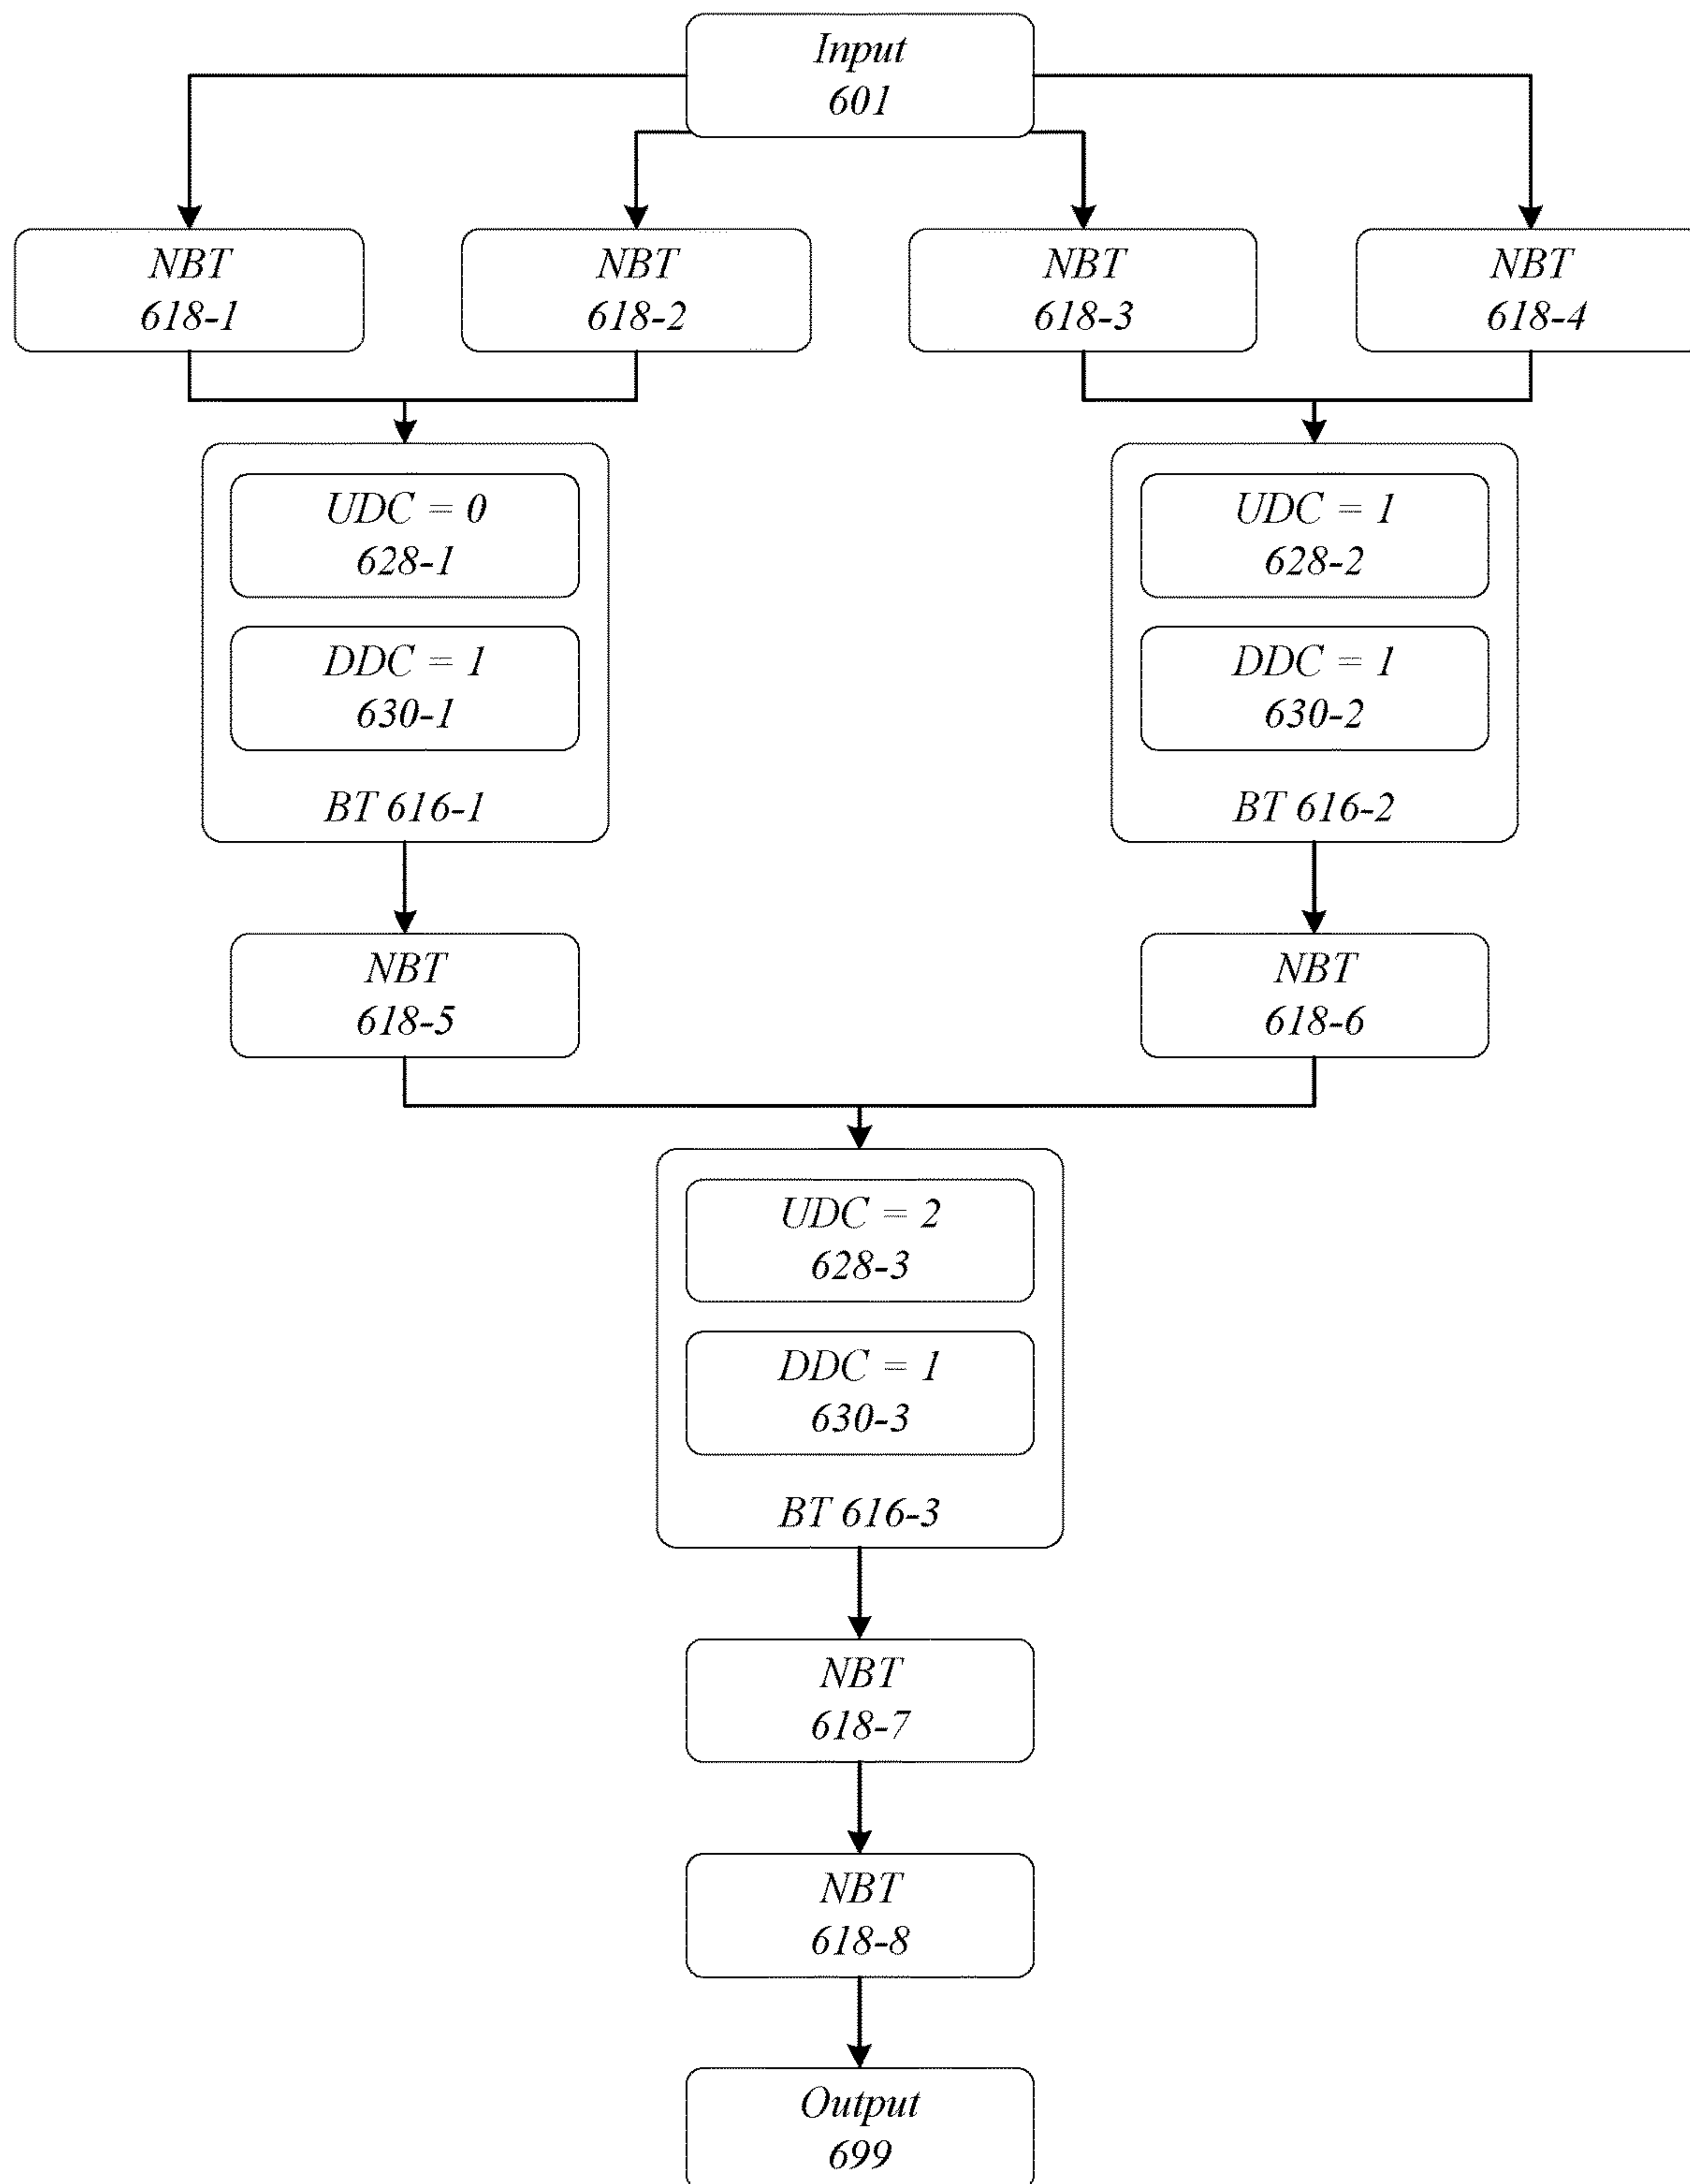 Input
601
NBT
618-1
NBT
618-2
NBT
618-3
NBT
618-4
UDC = 0
628-1
DDC = 1
630-1
BT 616-1
UDC = 1
628-2
DDC = 1
630-2
BT 616-2
NBT
618-5
NBT
618-6
UDC = 2
628-3
DDC = 1
630-3
BT 616-3
NBT
618-7
NBT
618-8
Output
699